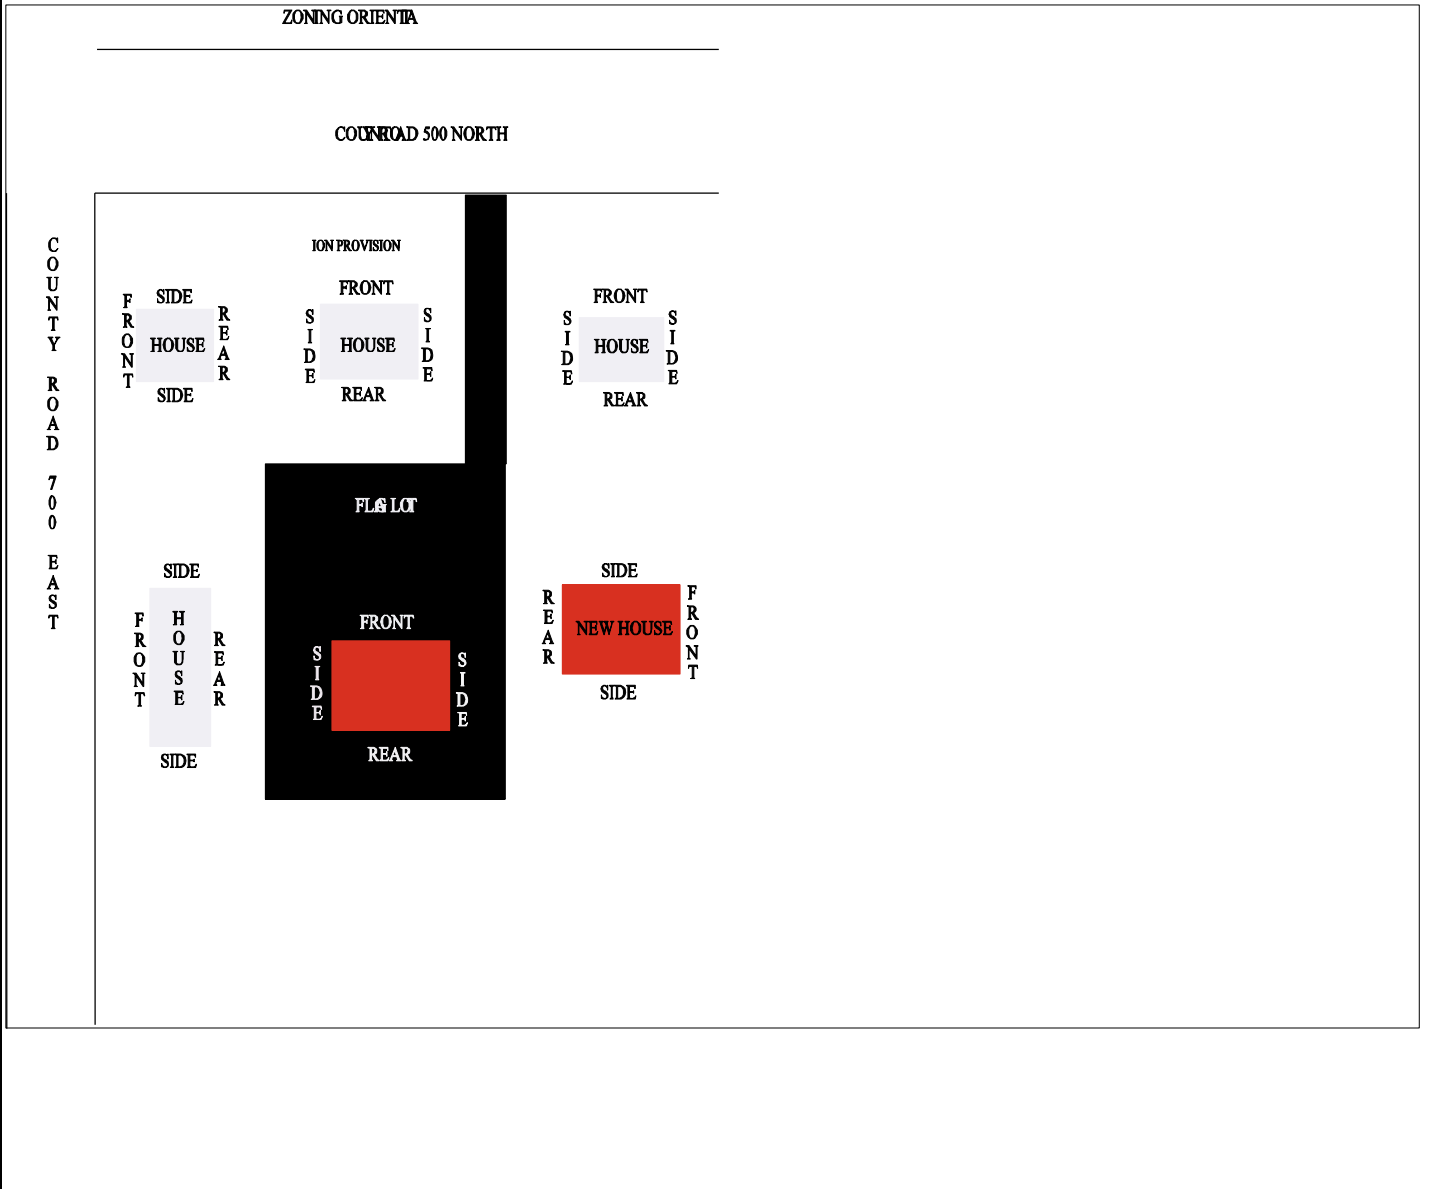 ZONING ORIENTA
COUNTY ROAD 500 NORTH
COUNTY ROAD 700 EAST
ION PROVISION
SIDE
FRONT
HOUSE
REAR
SIDE
FRONT
SIDE
HOUSE
SIDE
REAR
FRONT
SIDE
HOUSE
SIDE
REAR
FLAG LOT
SIDE
FRONT
HOUSE
REAR
SIDE
FRONT
SIDE
SIDE
REAR
SIDE
REAR
NEW HOUSE
FRONT
SIDE